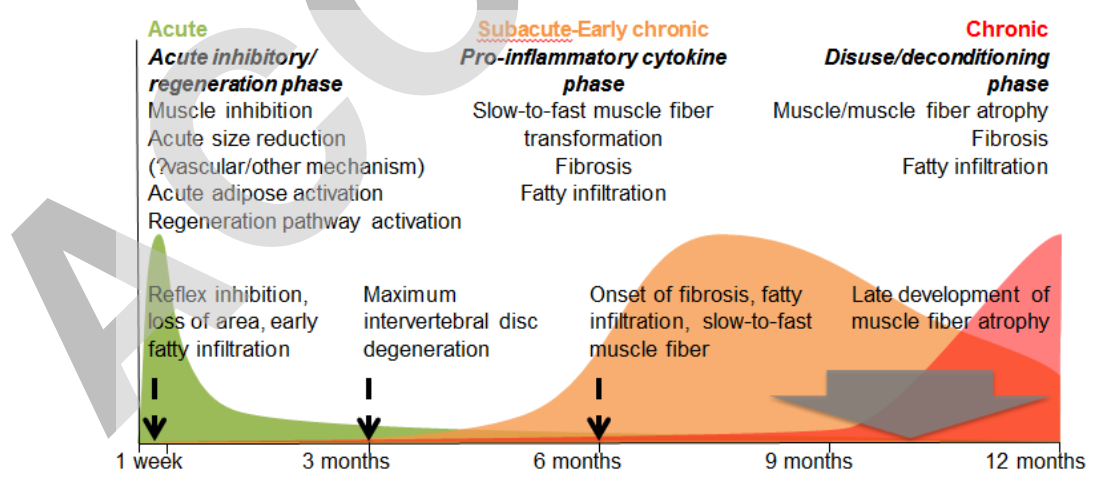 Acute
Acute inhibitory/
regeneration phase
Muscle inhibition
Acute size reduction
(?vascular/other mechanism)
Acute adipose activation
Regeneration pathway activation
Subacute-Early chronic
Pro-inflammatory cytokine
phase
Slow-to-fast muscle fiber
transformation
Fibrosis
Fatty infiltration
Chronic
Disuse/deconditioning
phase
Muscle/muscle fiber atrophy
Fibrosis
Fatty infiltration
Reflex inhibition,
loss of area, early
fatty infiltration
Maximum
intervertebral disc
degeneration
Onset of fibrosis, fatty
infiltration, slow-to-fast
muscle fiber
Late development of
muscle fiber atrophy
1 week
3 months
6 months
9 months
12 months
ACC